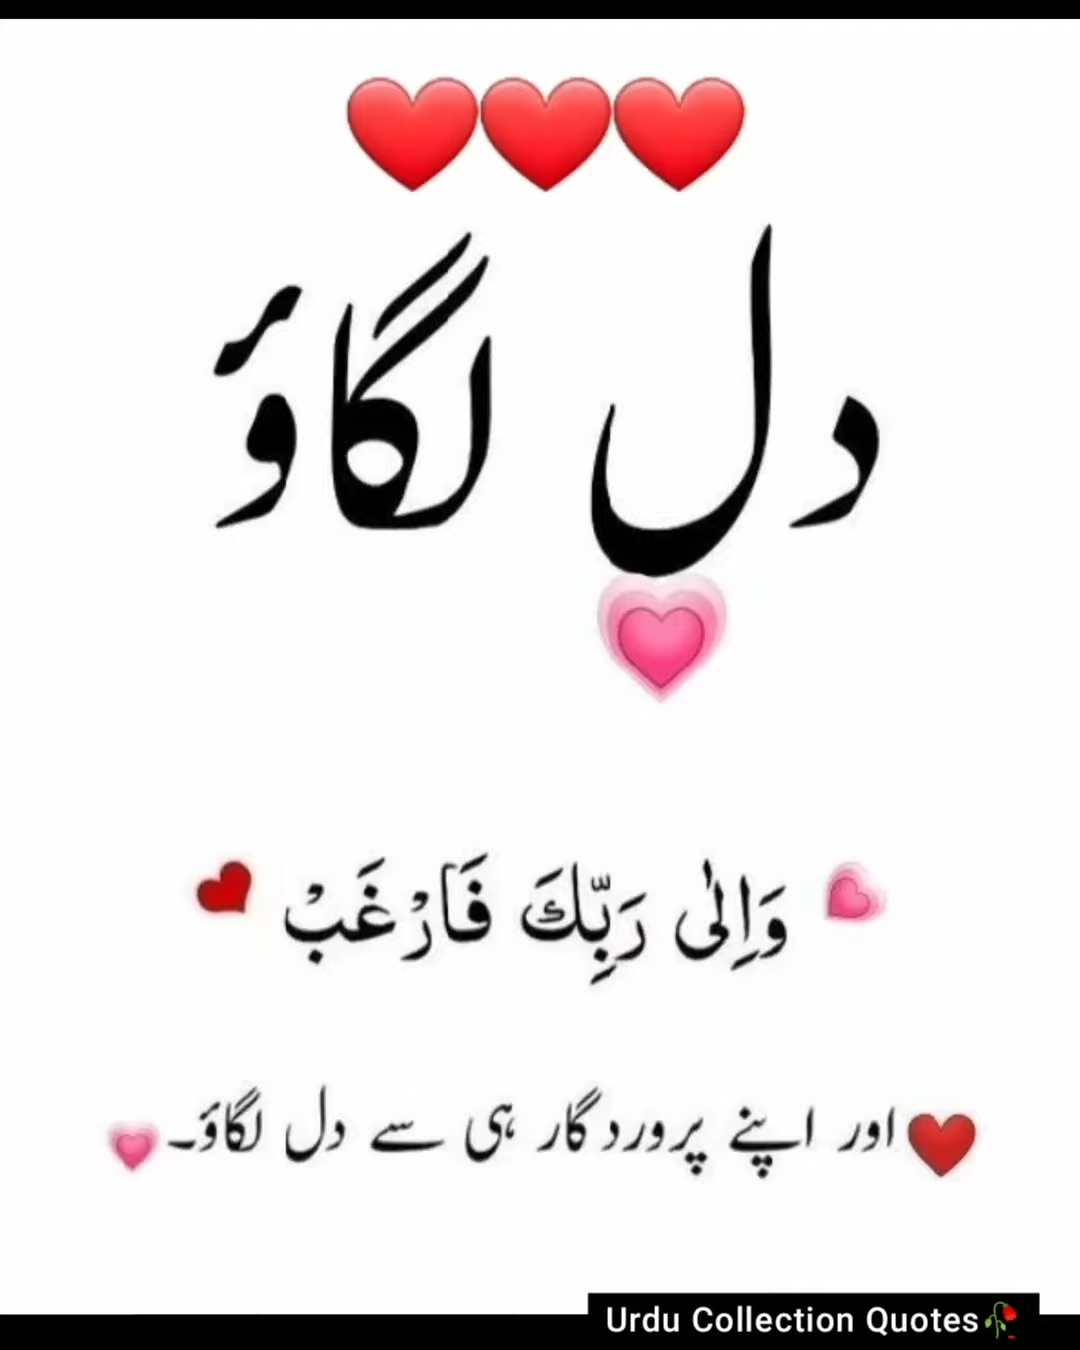 ❤️❤️❤️
دل لگاؤ
💗
💗 وَاِلٰى رَبِّكَ فَارْغَبْ ❤️
❤️اور اپنے پروردگار ہی سے دل لگاؤ۔💗
Urdu Collection Quotes🥀